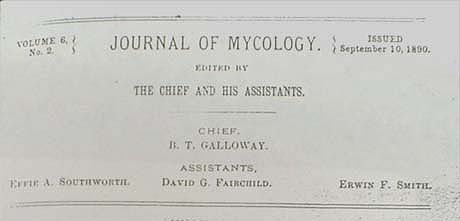 VOLUME 6, No. 2.
JOURNAL OF MYCOLOGY.
ISSUED September 10, 1890.
EDITED BY
THE CHIEF AND HIS ASSISTANTS.
CHIEF,
B. T. GALLOWAY.
ASSISTANTS,
EFFIE A. SOUTHWORTH. DAVID G. FAIRCHILD. ERWIN F. SMITH.